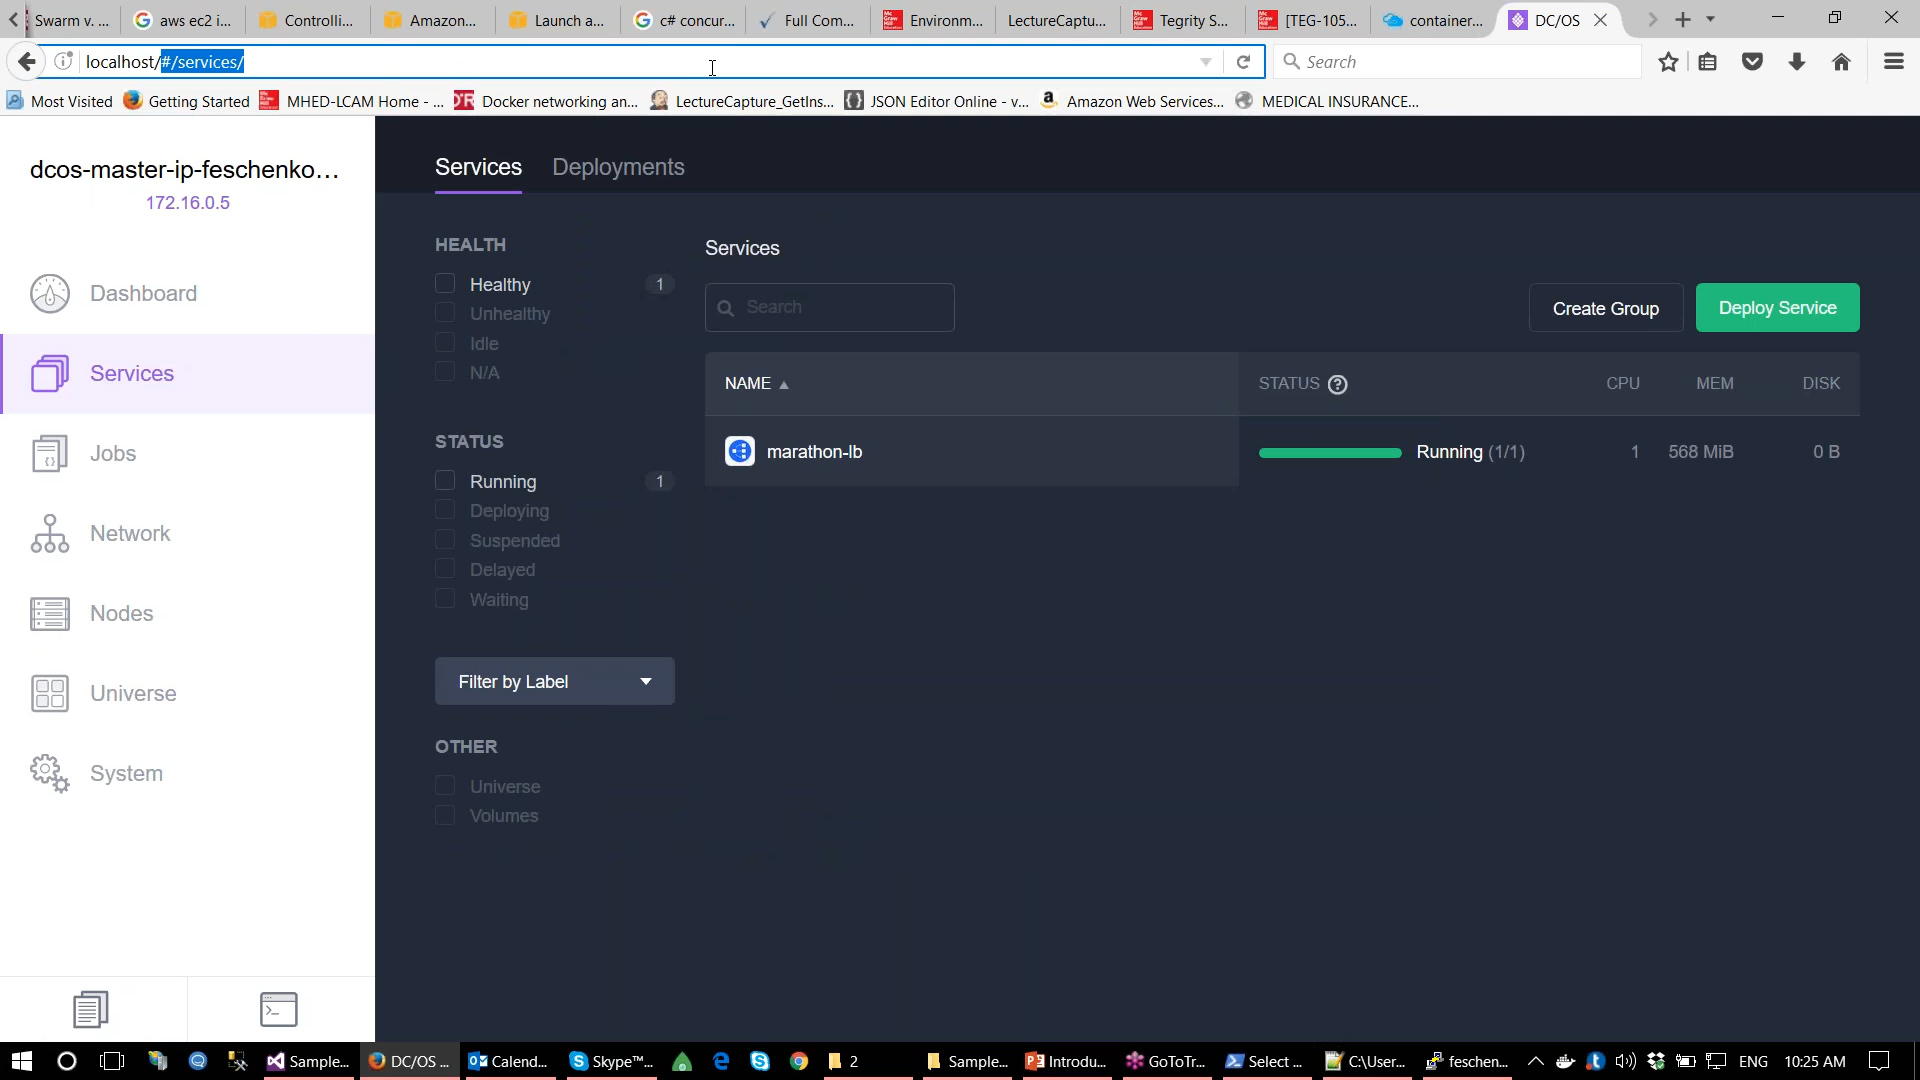 Swarm v. ...
aws ec2 i...
Controlli...
Amazon...
Launch a...
c# concur...
Full Com...
Environm...
LectureCaptu...
Tegrity S...
[TEG-105...
container...
DC/OS
localhost/#/services/
Search
Most Visited
Getting Started
MHED-LCAM Home - ...
Docker networking an...
LectureCapture_GetIns...
JSON Editor Online - v...
Amazon Web Services...
MEDICAL INSURANCE...
dcos-master-ip-feschenko...
172.16.0.5
Dashboard
Services
Jobs
Network
Nodes
Universe
System
Services
Deployments
HEALTH
Healthy 1
Unhealthy
Idle
N/A
STATUS
Running 1
Deploying
Suspended
Delayed
Waiting
Filter by Label
OTHER
Universe
Volumes
Services
Search
Create Group
Deploy Service
NAME STATUS CPU MEM DISK
marathon-lb Running (1/1) 1 568 MiB 0 B
Sample...
DC/OS ...
Calend...
Skype™...
2
Sample...
Introdu...
GoToTr...
Select ...
C:\User...
feschen...
ENG
10:25 AM